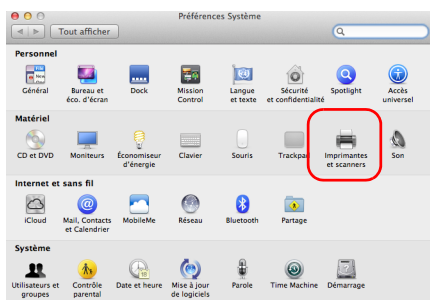 Préférences Système
Tout afficher
Personnel
Général
Bureau et
éco. d'écran
Dock
Mission
Control
Langue
et texte
Sécurité
et confidentialité
Spotlight
Accès
universel
Matériel
CD et DVD
Moniteurs
Économiseur
d'énergie
Clavier
Souris
Trackpad
Imprimantes
et scanners
Son
Internet et sans fil
iCloud
Mail, Contacts
et Calendrier
MobileMe
Réseau
Bluetooth
Partage
Système
Utilisateurs et
groupes
Contrôle
parental
Date et heure
Mise à jour
de logiciels
Parole
Time Machine
Démarrage